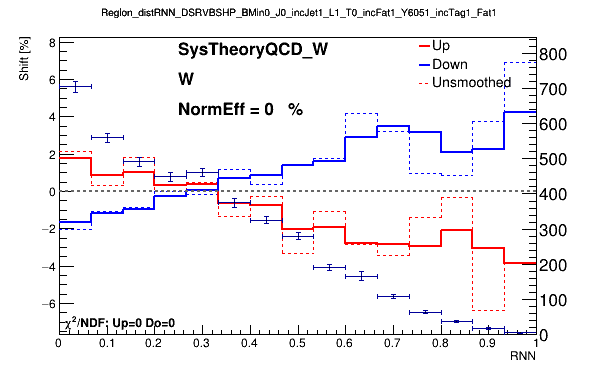 Region_distRNN_DSRVBSHP_BMin0_J0_incJet1_L1_T0_incFat1_Y6051_incTag1_Fat1
Shift [%]
SysTheoryQCD_W
W
NormEff = 0 %
Up
Down
Unsmoothed
8
6
4
2
0
−2
−4
−6
800
700
600
500
400
300
200
100
0
χ²/NDF: Up=0 Do=0
0 0.1 0.2 0.3 0.4 0.5 0.6 0.7 0.8 0.9 1
RNN